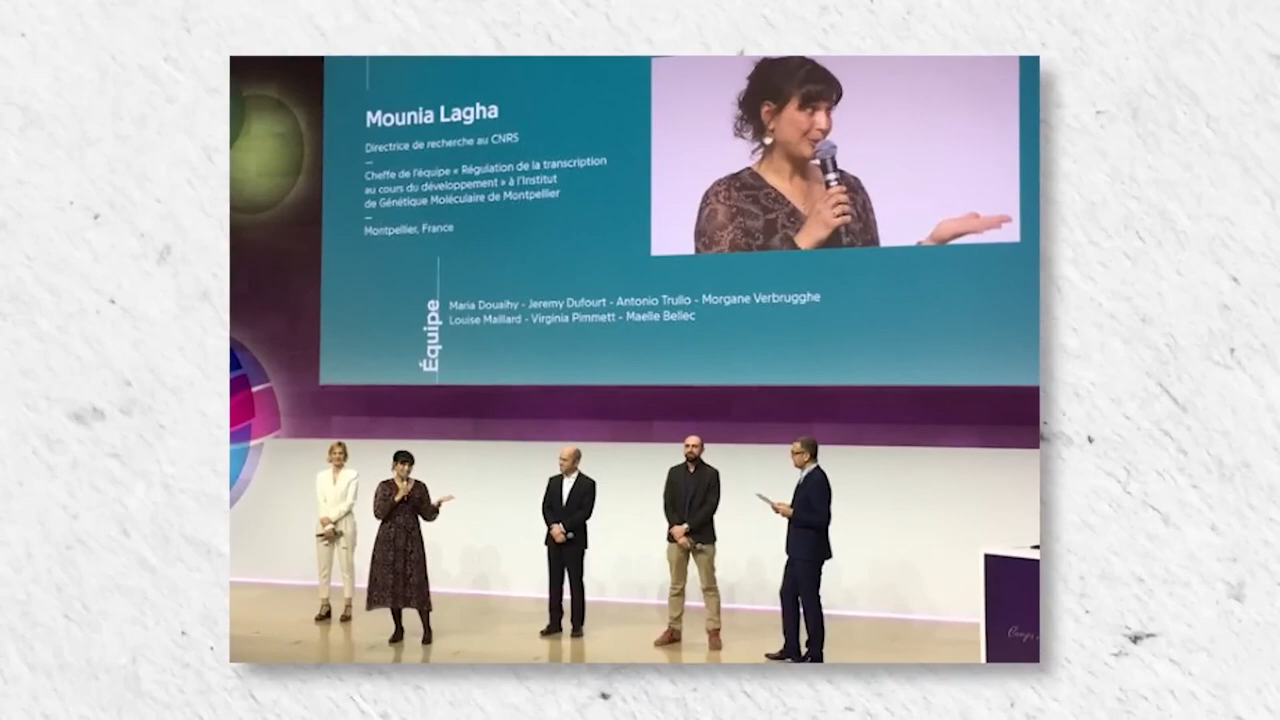 Mounia Lagha
Directrice de recherche au CNRS
–
Cheffe de l'équipe « Régulation de la transcription
au cours du développement » à l'Institut
de Génétique Moléculaire de Montpellier
–
Montpellier, France
Équipe
Maria Douaihy - Jeremy Dufourt - Antonio Trullo - Morgane Verbrugghe
Louise Maillard - Virginia Pimmett - Maelle Bellec